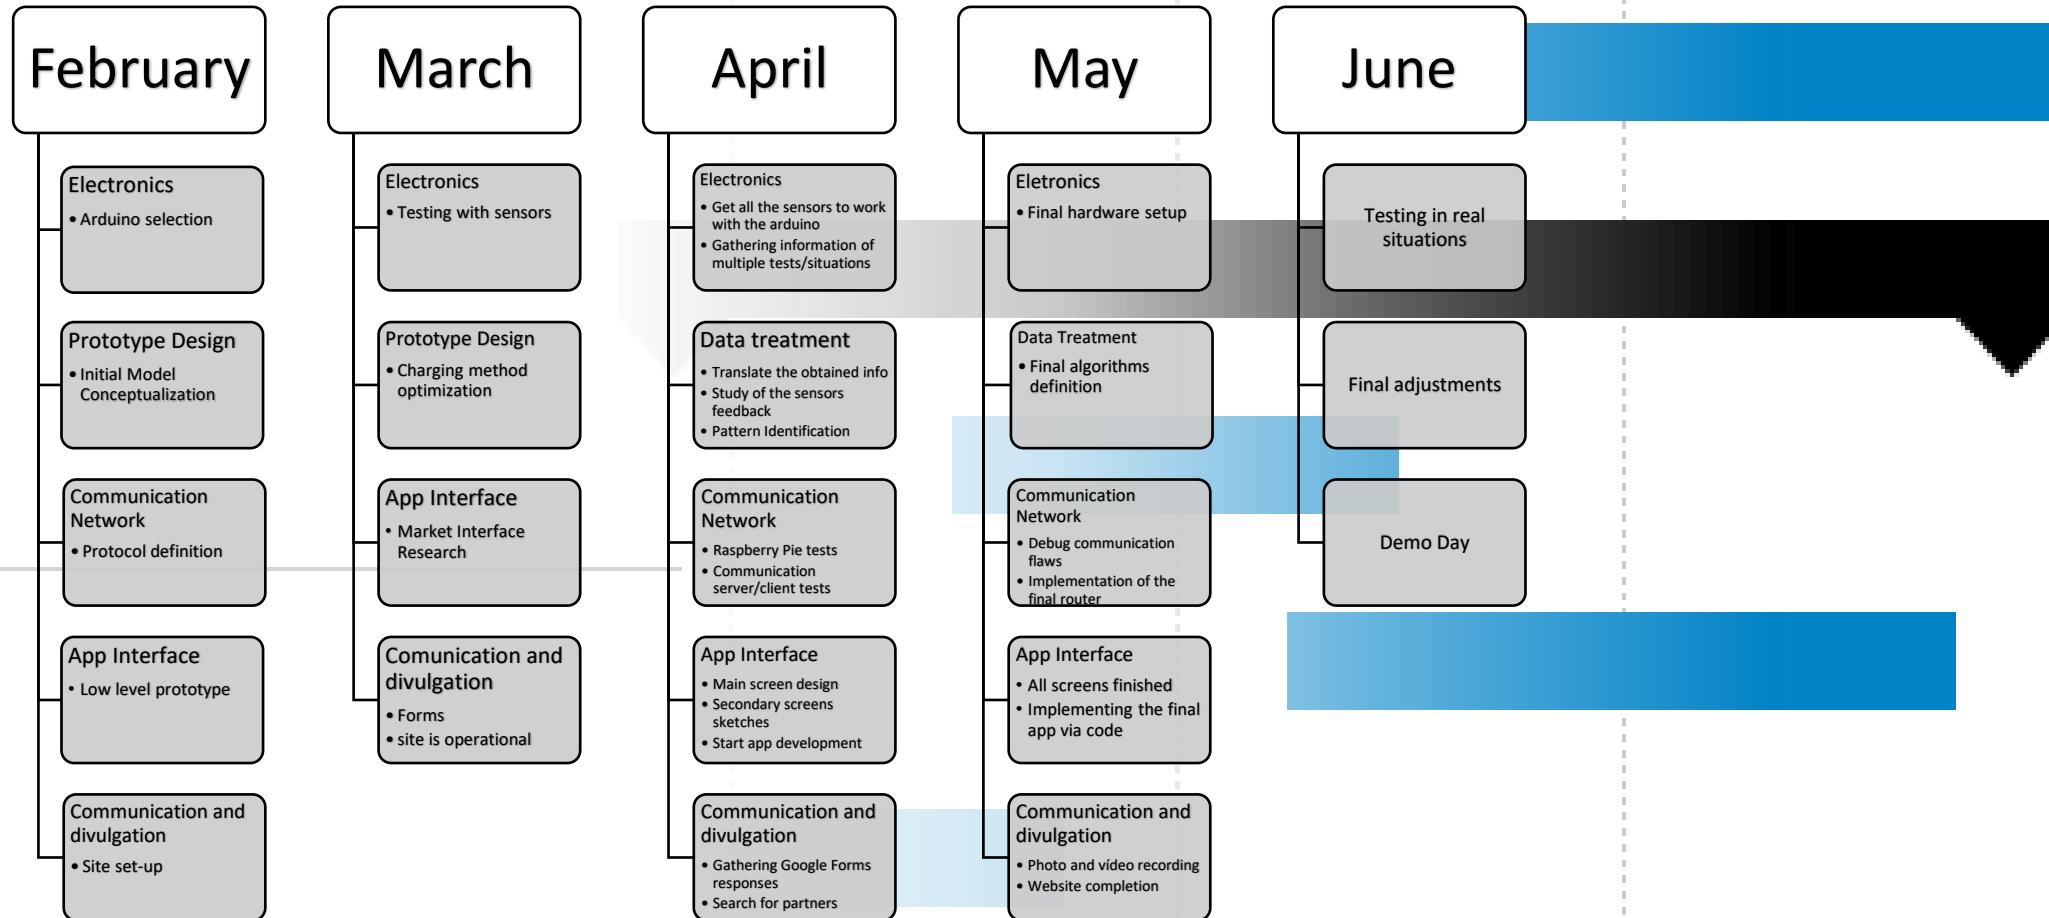 February
Electronics
• Arduino selection
Prototype Design
• Initial Model
Conceptualization
Communication
Network
• Protocol definition
App Interface
• Low level prototype
Communication and
divulgation
• Site set-up
March
Electronics
• Testing with sensors
Prototype Design
• Charging method
optimization
App Interface
• Market Interface
Research
Comunication and
divulgation
• Forms
• site is operational
April
Electronics
• Get all the sensors to work
with the arduino
• Gathering information of
multiple tests/situations
Data treatment
• Translate the obtained info
• Study of the sensors
feedback
• Pattern Identification
Communication
Network
• Raspberry Pie tests
• Communication
server/client tests
App Interface
• Main screen design
• Secondary screens
sketches
• Start app development
Communication and
divulgation
• Gathering Google Forms
responses
• Search for partners
May
Eletronics
• Final hardware setup
Data Treatment
• Final algorithms
definition
Communication
Network
• Debug communication
flaws
• Implementation of the
final router
App Interface
• All screens finished
• Implementing the final
app via code
Communication and
divulgation
• Photo and vídeo recording
• Website completion
June
Testing in real
situations
Final adjustments
Demo Day